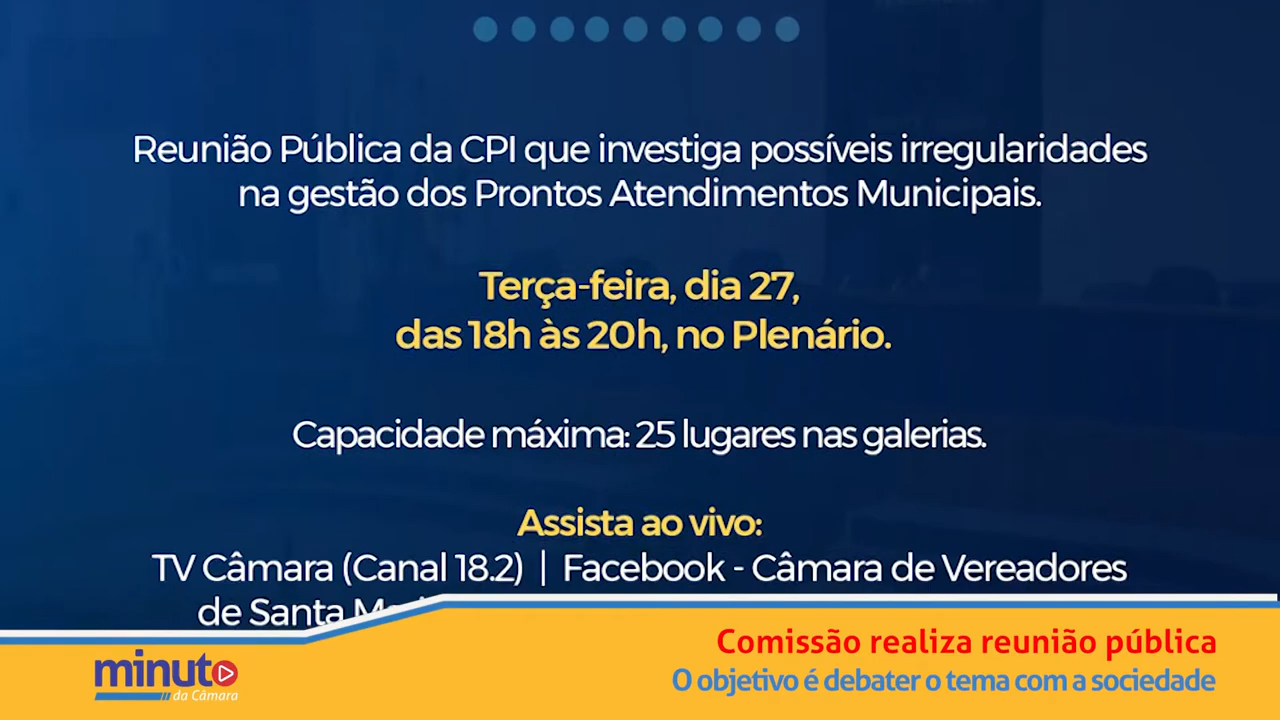 Reunião Pública da CPI que investiga possíveis irregularidades
na gestão dos Prontos Atendimentos Municipais.
Terça-feira, dia 27,
das 18h às 20h, no Plenário.
Capacidade máxima: 25 lugares nas galerias.
Assista ao vivo:
TV Câmara (Canal 18.2) | Facebook - Câmara de Vereadores
de Santa
Comissão realiza reunião pública
O objetivo é debater o tema com a sociedade
minuto
da Câmara